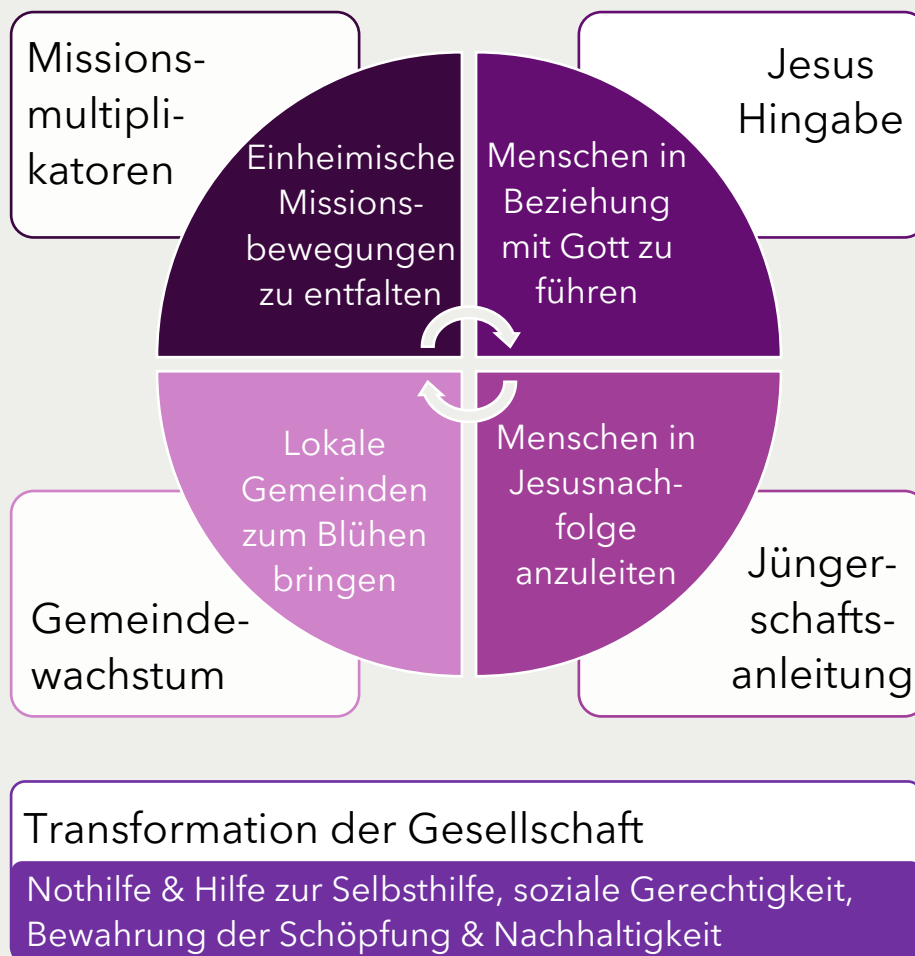 Missions-
multipli-
katoren
Jesus
Hingabe
Einheimische
Missions-
bewegungen
zu entfalten
Menschen in
Beziehung
mit Gott zu
führen
Lokale
Gemeinden
zum Blühen
bringen
Menschen in
Jesusnach-
folge
anzuleiten
Gemeinde-
wachstum
Jünger-
schafts-
anleitung
Transformation der Gesellschaft
Nothilfe & Hilfe zur Selbsthilfe, soziale Gerechtigkeit,
Bewahrung der Schöpfung & Nachhaltigkeit